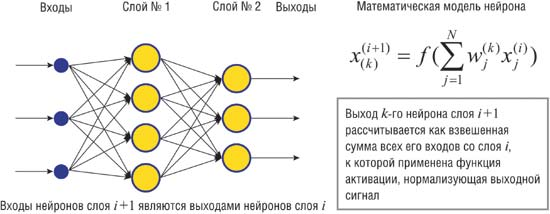 Входы Слой № 1 Слой № 2 Выходы
Входы нейронов слоя i+1 являются выходами нейронов слоя i
Математическая модель нейрона
x_{(k)}^{(i+1)} = f(\sum_{j=1}^{N} w_j^{(k)} x_j^{(i)})
Выход k-го нейрона слоя i+1
рассчитывается как взвешенная
сумма всех его входов со слоя i,
к которой применена функция
активации, нормализующая выходной
сигнал